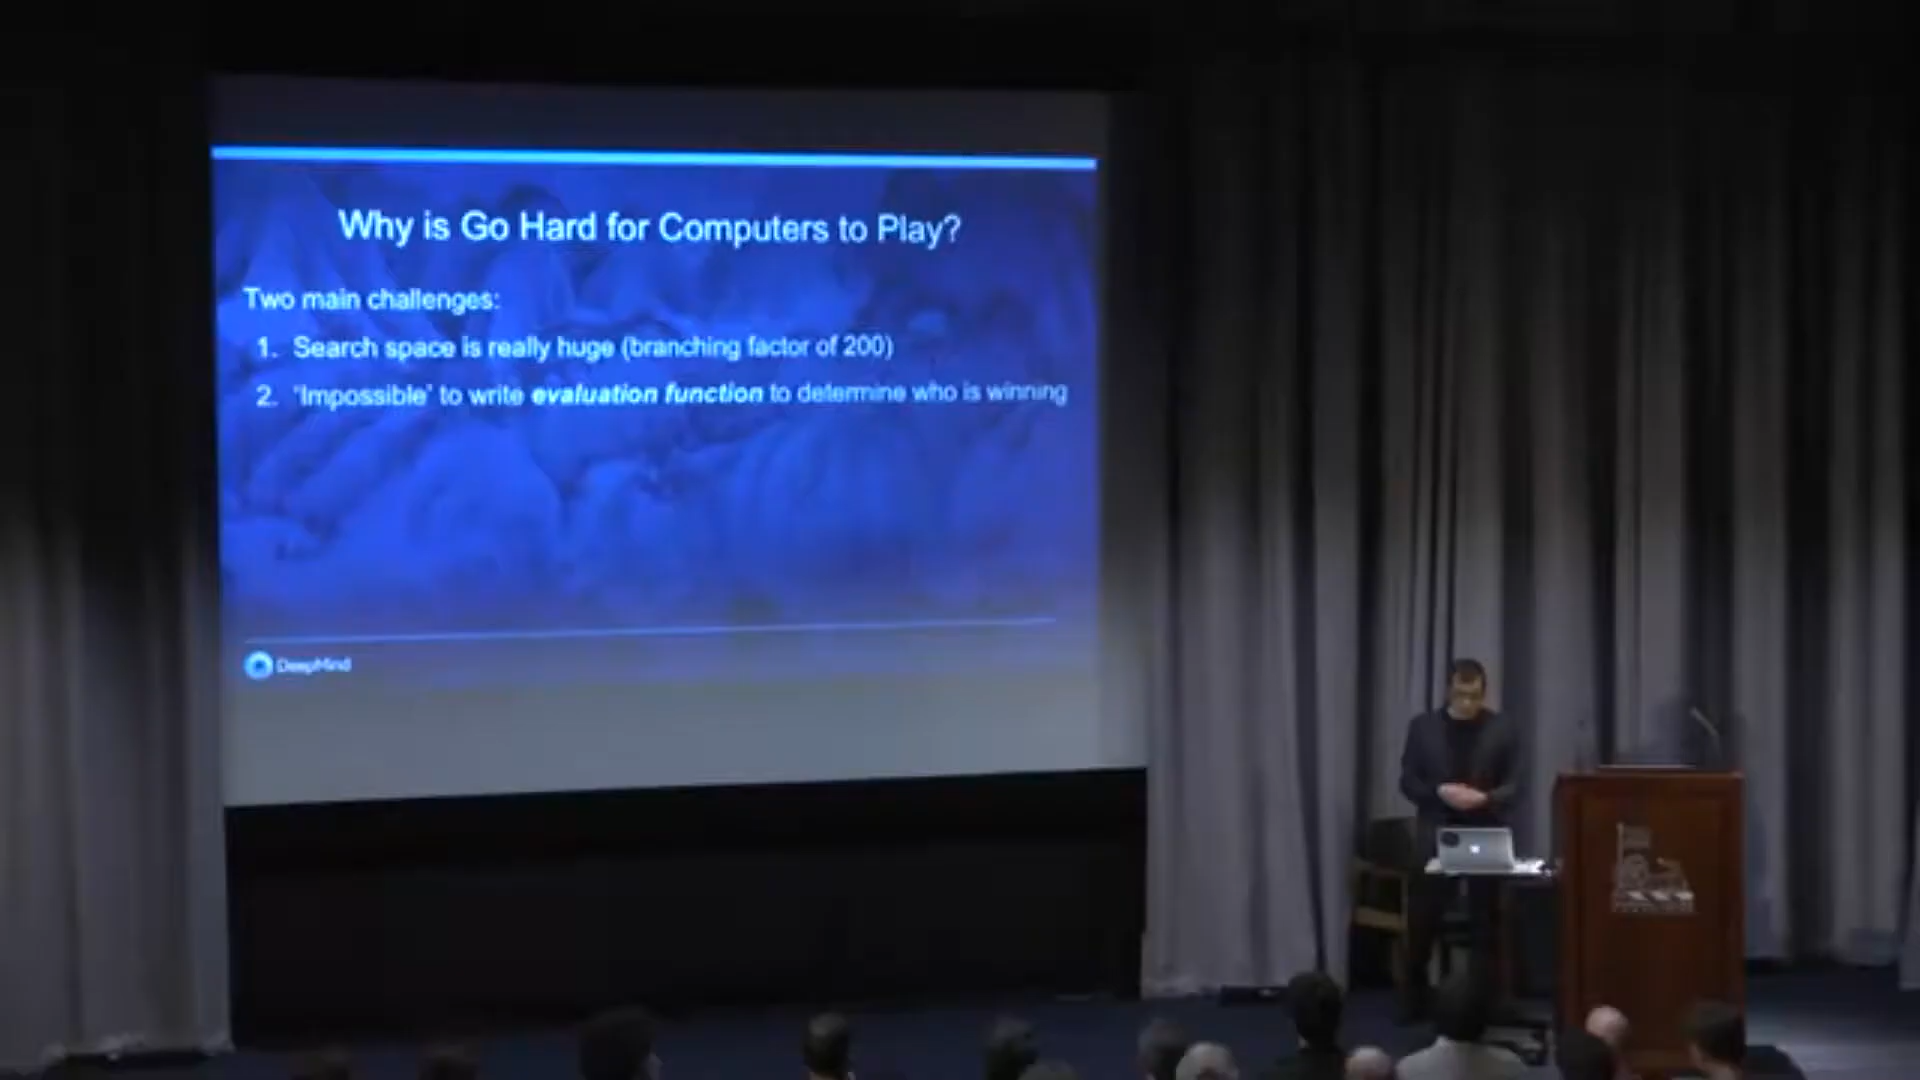 Why is Go Hard for Computers to Play?
Two main challenges:
1. Search space is really huge (branching factor of 200)
2. 'Impossible' to write evaluation function to determine who is winning
DeepMind